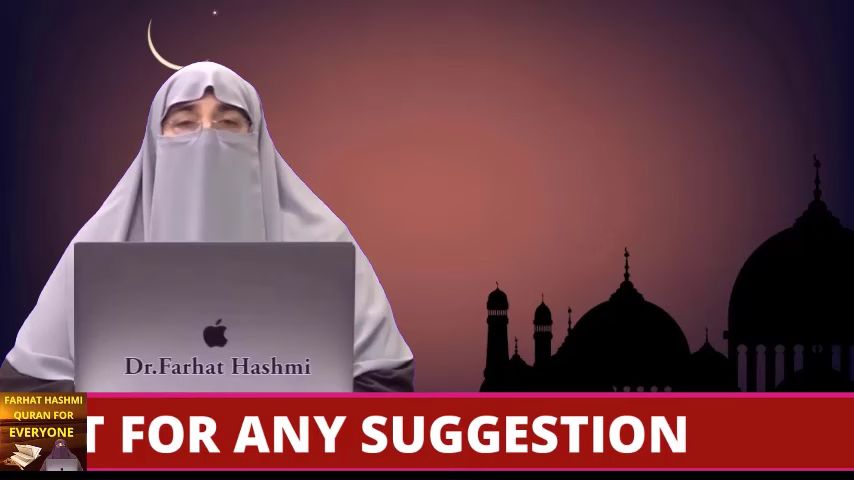 Dr.Farhat Hashmi
FARHAT HASHMI
QURAN FOR
EVERYONE
T FOR ANY SUGGESTION